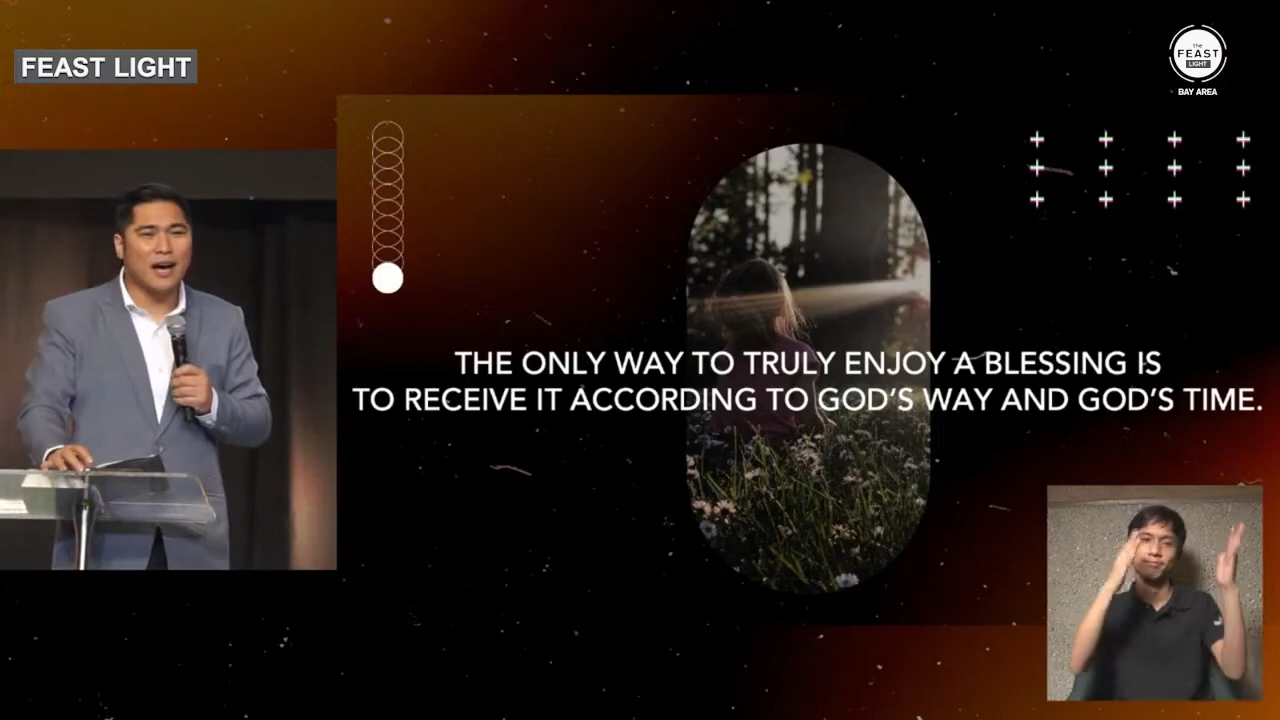 FEAST LIGHT
the
FEAST
LIGHT
BAY AREA
THE ONLY WAY TO TRULY ENJOY A BLESSING IS
TO RECEIVE IT ACCORDING TO GOD'S WAY AND GOD'S TIME.